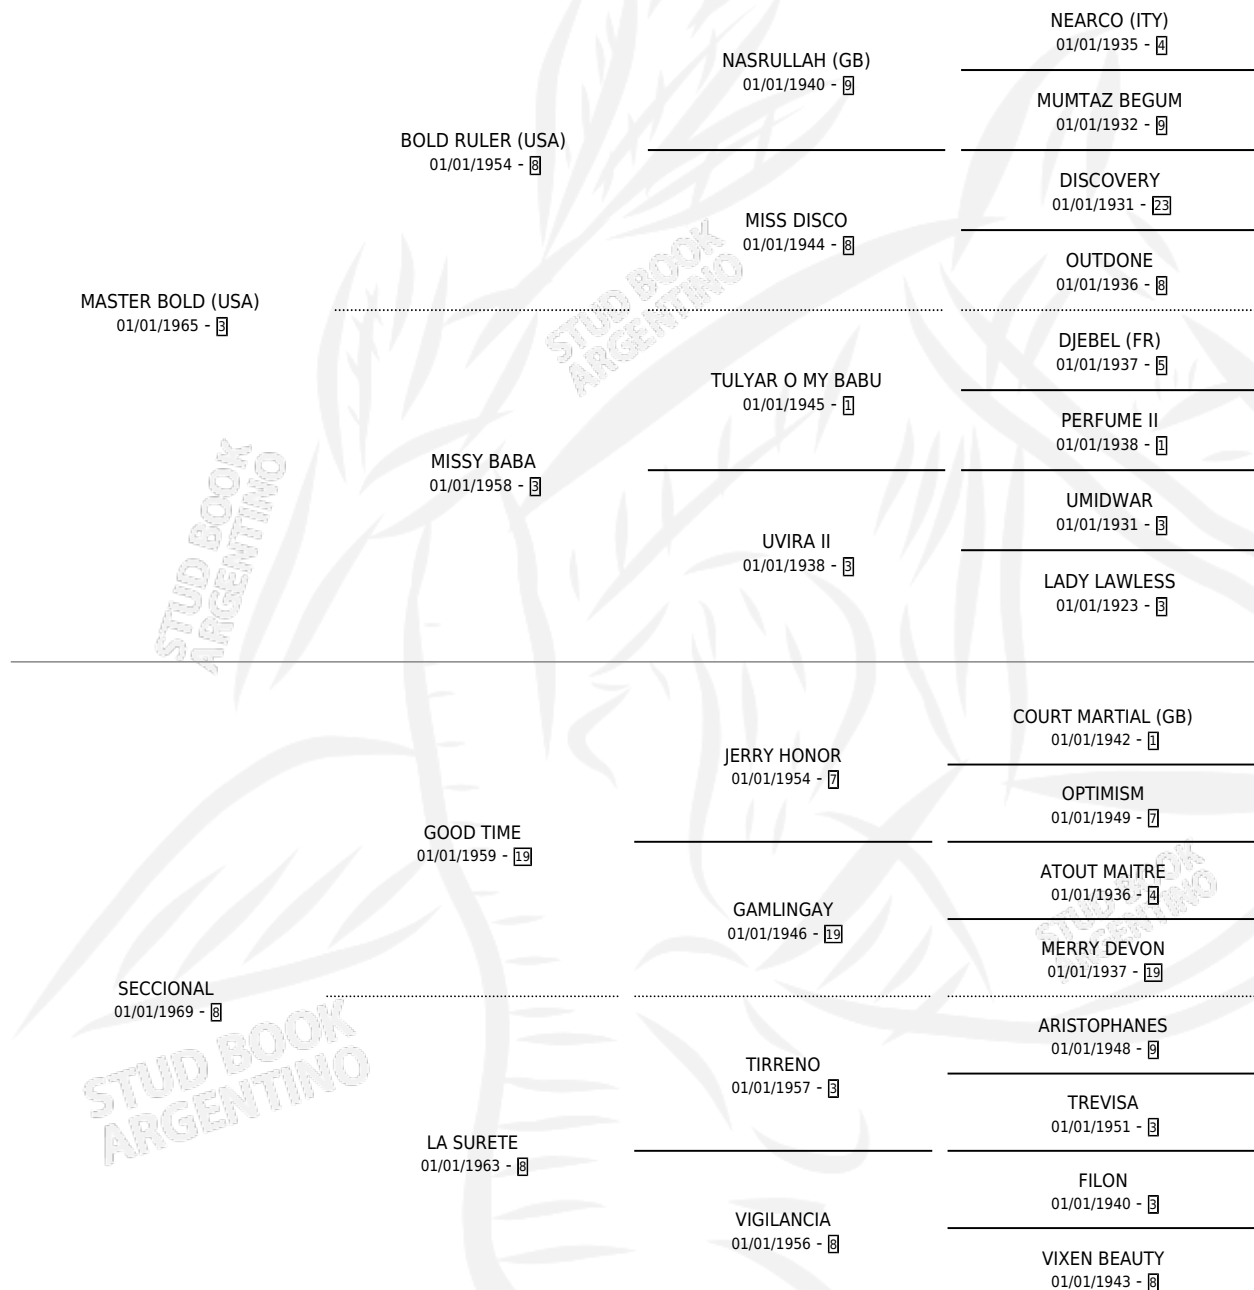 NEARCO (ITY)
01/01/1935 - 4
NASRULLAH (GB)
01/01/1940 - 9
MUMTAZ BEGUM
01/01/1932 - 9
BOLD RULER (USA)
01/01/1954 - 8
DISCOVERY
01/01/1931 - 23
MISS DISCO
01/01/1944 - 8
OUTDONE
01/01/1936 - 8
MASTER BOLD (USA)
01/01/1965 - 3
STUD BOOK
ARGENTINO
DJEBEL (FR)
01/01/1937 - 5
TULYAR O MY BABU
01/01/1945 - 1
PERFUME II
01/01/1938 - 1
MISSY BABA
01/01/1958 - 3
UMIDWAR
01/01/1931 - 3
UVIRA II
01/01/1938 - 3
LADY LAWLESS
01/01/1923 - 3
STUD BOOK
ARGENTINO
COURT MARTIAL (GB)
01/01/1942 - 1
JERRY HONOR
01/01/1954 - 7
OPTIMISM
01/01/1949 - 7
GOOD TIME
01/01/1959 - 19
ATOUT MAITRE
01/01/1936 - 4
GAMLINGAY
01/01/1946 - 19
MERRY DEVON
01/01/1937 - 19
STUD BOOK
ARGENTINO
SECCIONAL
01/01/1969 - 8
ARISTOPHANES
01/01/1948 - 9
TIRRENO
01/01/1957 - 3
TREVISA
01/01/1951 - 3
STUD BOOK
ARGENTINO
LA SURETE
01/01/1963 - 8
FILON
01/01/1940 - 3
VIGILANCIA
01/01/1956 - 8
VIXEN BEAUTY
01/01/1943 - 8